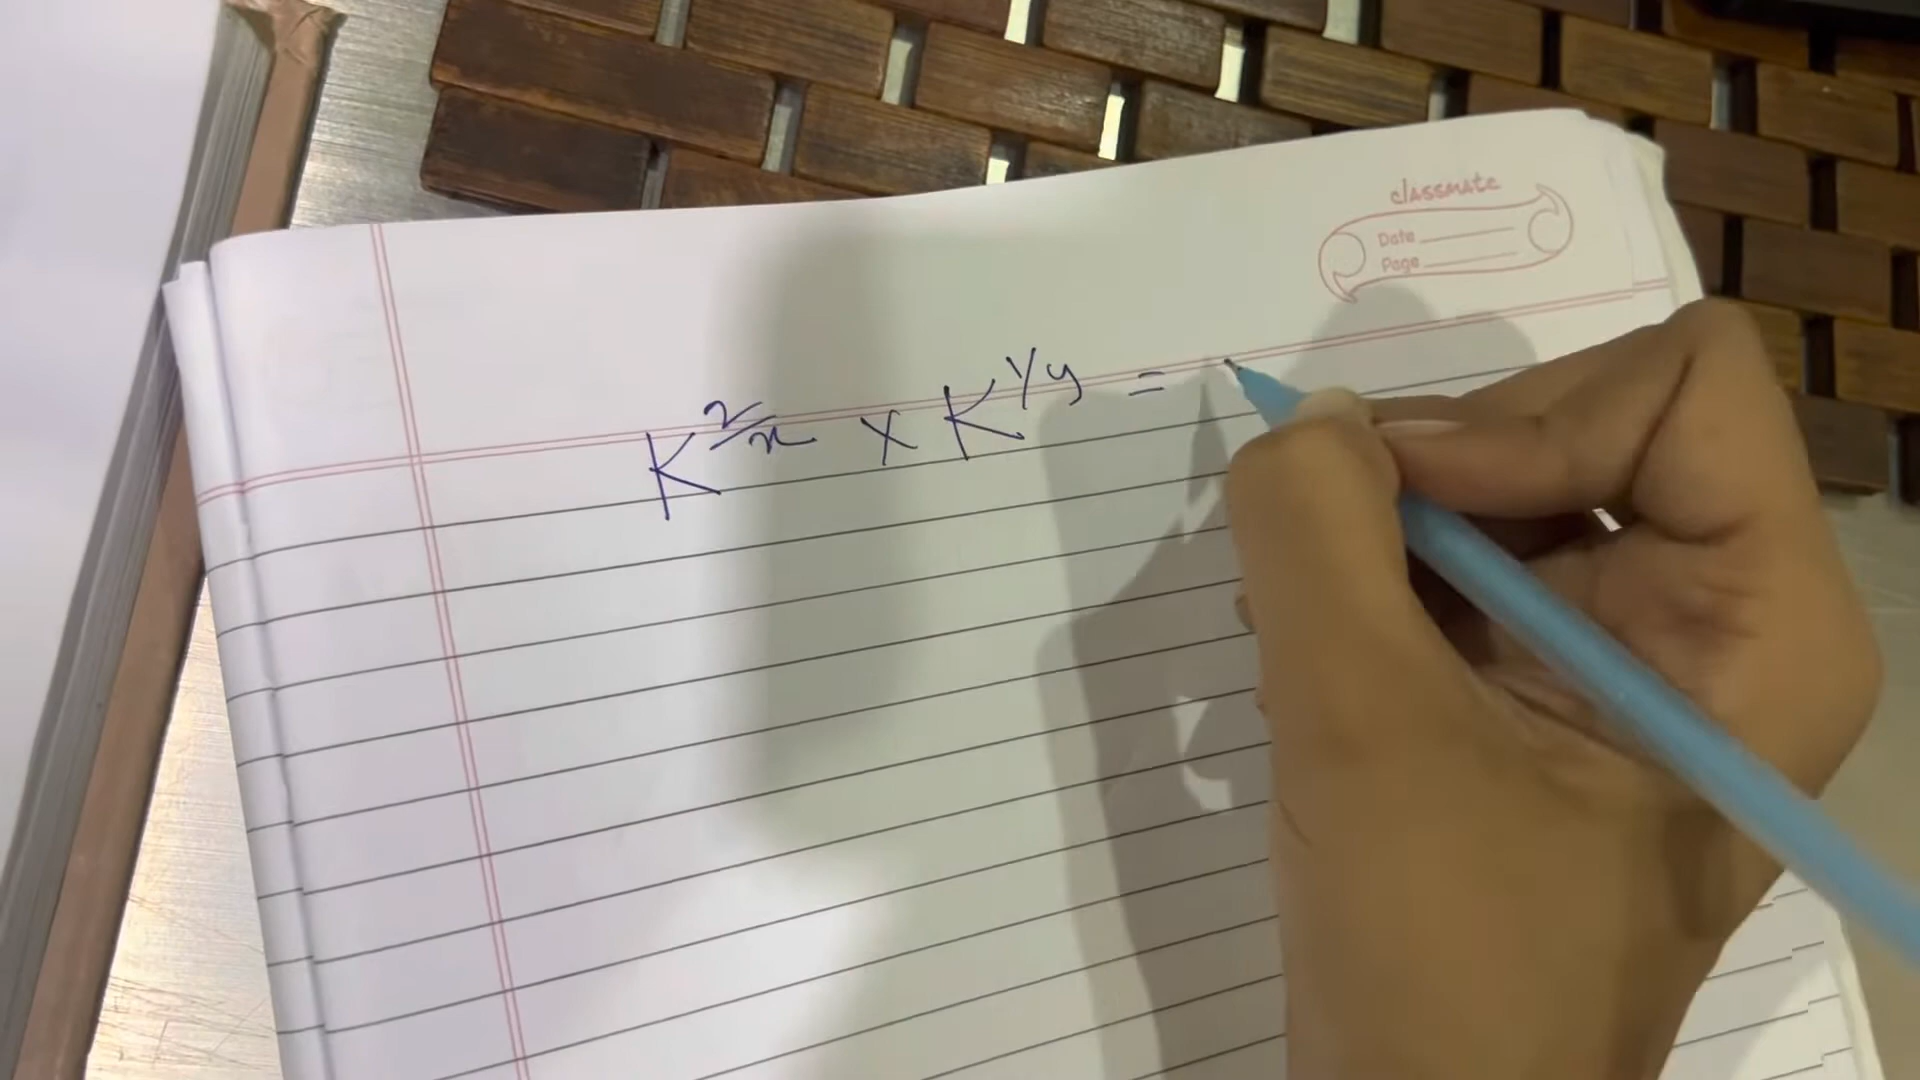 classmate
Date
Page
K^{2/x} × K^{1/y} =